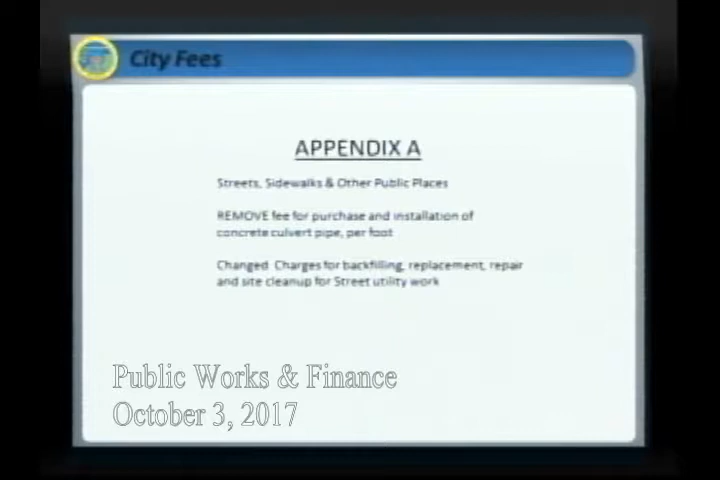 City Fees
APPENDIX A
Streets, Sidewalks & Other Public Places
REMOVE fee for purchase and installation of
concrete culvert pipe, per foot
Changed Charges for backfilling, replacement, repair
and site cleanup for Street utility work
Public Works & Finance
October 3, 2017